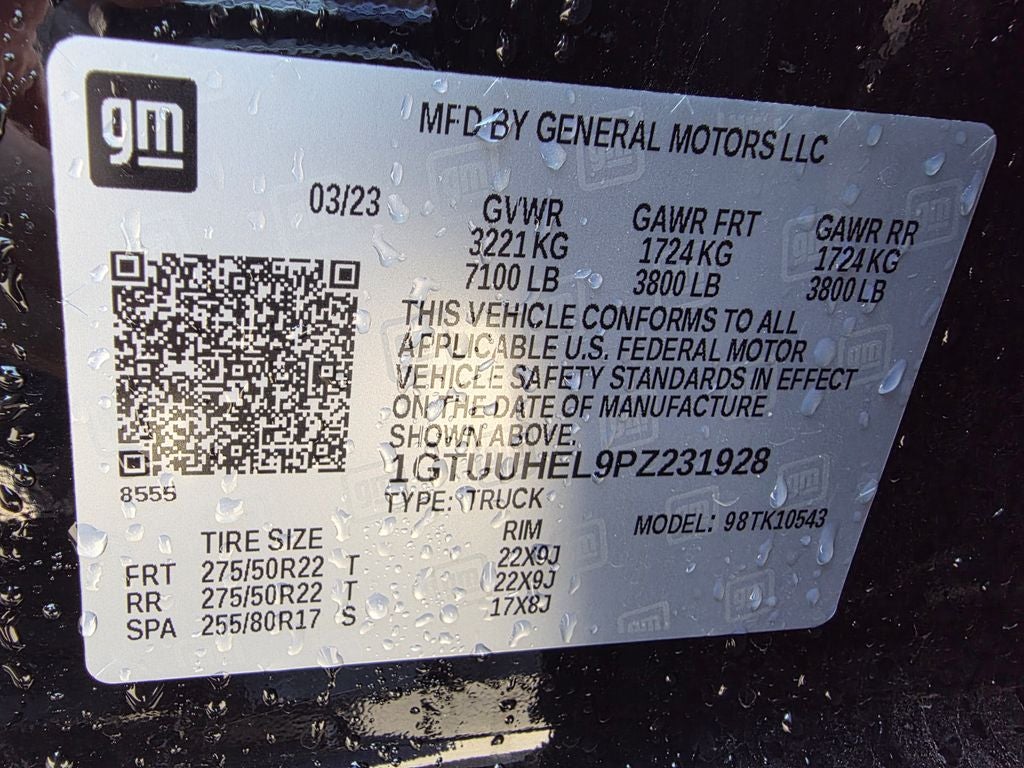 gm
MFD BY GENERAL MOTORS LLC
03/23
GVWR GAWR FRT GAWR RR
3221 KG 1724 KG 1724 KG
7100 LB 3800 LB 3800 LB
THIS VEHICLE CONFORMS TO ALL
APPLICABLE U.S. FEDERAL MOTOR
VEHICLE SAFETY STANDARDS IN EFFECT
ON THE DATE OF MANUFACTURE
SHOWN ABOVE.
1GTUUHEL9PZ231928
8555
TYPE: TRUCK MODEL: 98TK10543
TIRE SIZE RIM
FRT 275/50R22 T 22X9J
RR 275/50R22 T 22X9J
SPA 255/80R17 S 17X8J